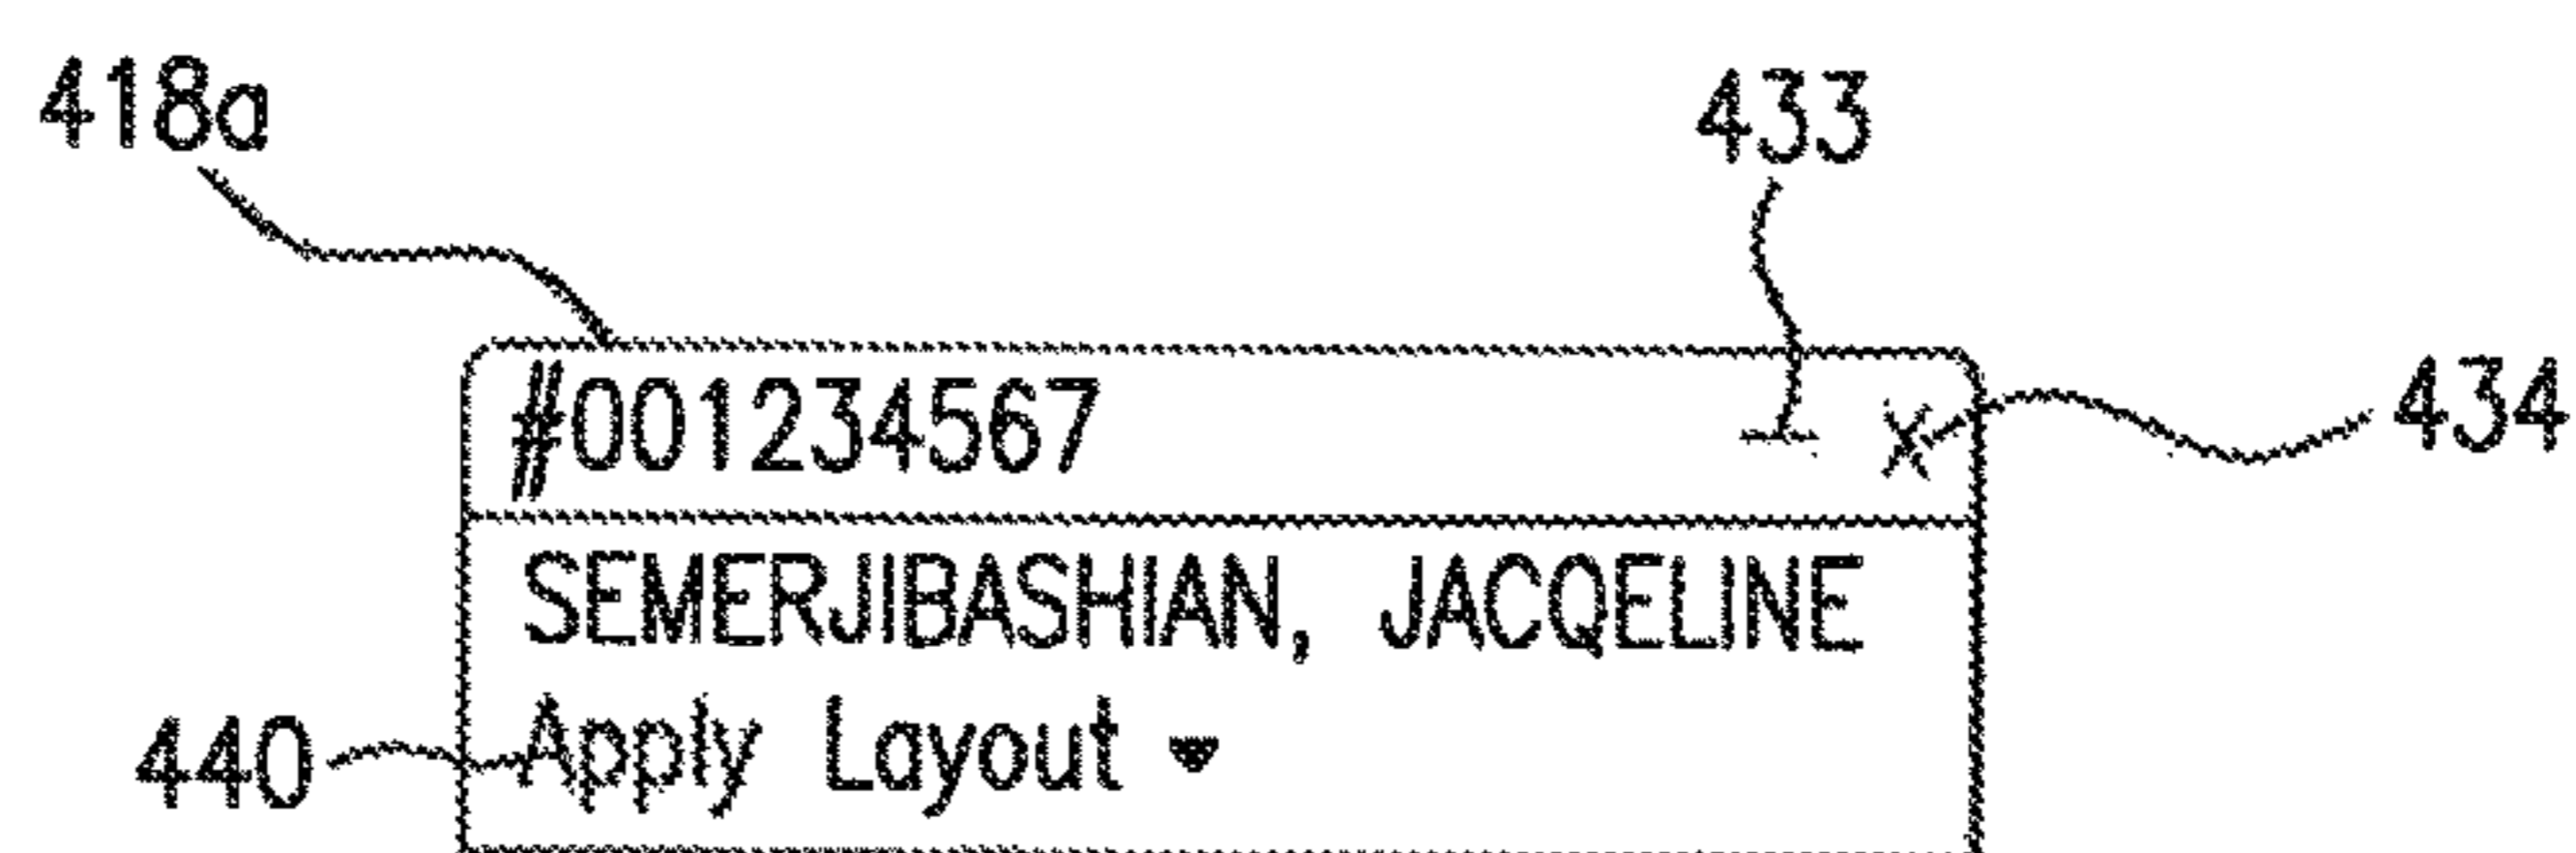 418a
433
#001234567 – X
434
SEMERJIBASHIAN, JACQELINE
440
Apply Layout ▾